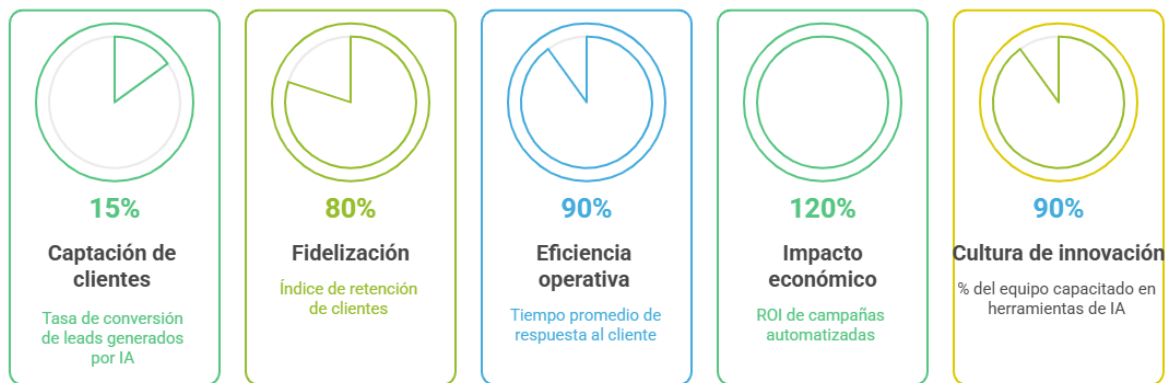 15%
Captación de
clientes
Tasa de conversión
de leads generados
por IA
80%
Fidelización
Índice de retención
de clientes
90%
Eficiencia
operativa
Tiempo promedio de
respuesta al cliente
120%
Impacto
económico
ROI de campañas
automatizadas
90%
Cultura de innovación
% del equipo capacitado en
herramientas de IA